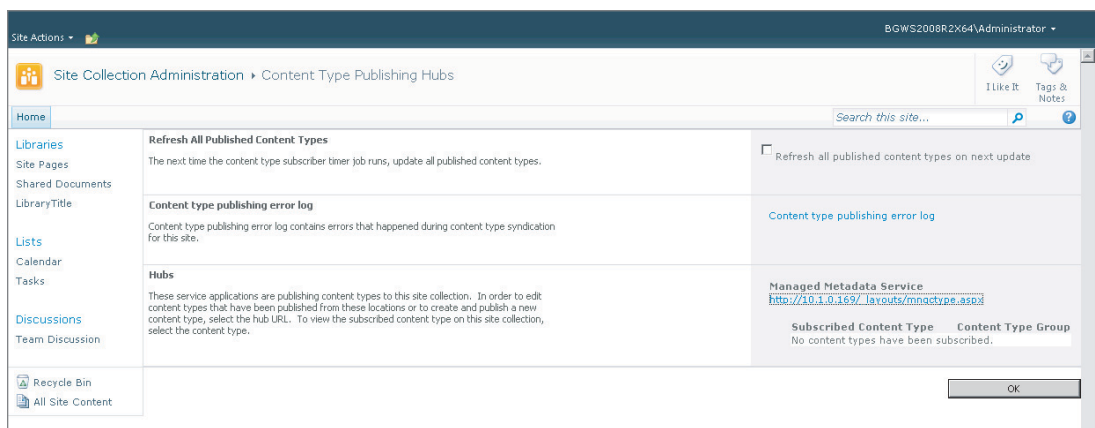 BGWS2008R2X64\Administrator
Site Actions
Site Collection Administration Content Type Publishing Hubs
I Like It
Tags &
Notes
Home
Search this site...
Libraries
Site Pages
Shared Documents
LibraryTitle
Lists
Calendar
Tasks
Discussions
Team Discussion
Recycle Bin
All Site Content
Refresh All Published Content Types
The next time the content type subscriber timer job runs, update all published content types.
Refresh all published content types on next update
Content type publishing error log
Content type publishing error log contains errors that happened during content type syndication
for this site.
Content type publishing error log
Hubs
These service applications are publishing content types to this site collection. In order to edit
content types that have been published from these locations or to create and publish a new
content type, select the hub URL. To view the subscribed content type on this site collection,
select the content type.
Managed Metadata Service
http://10.1.0.169/_layouts/mngctype.aspx
Subscribed Content Type Content Type Group
No content types have been subscribed.
OK